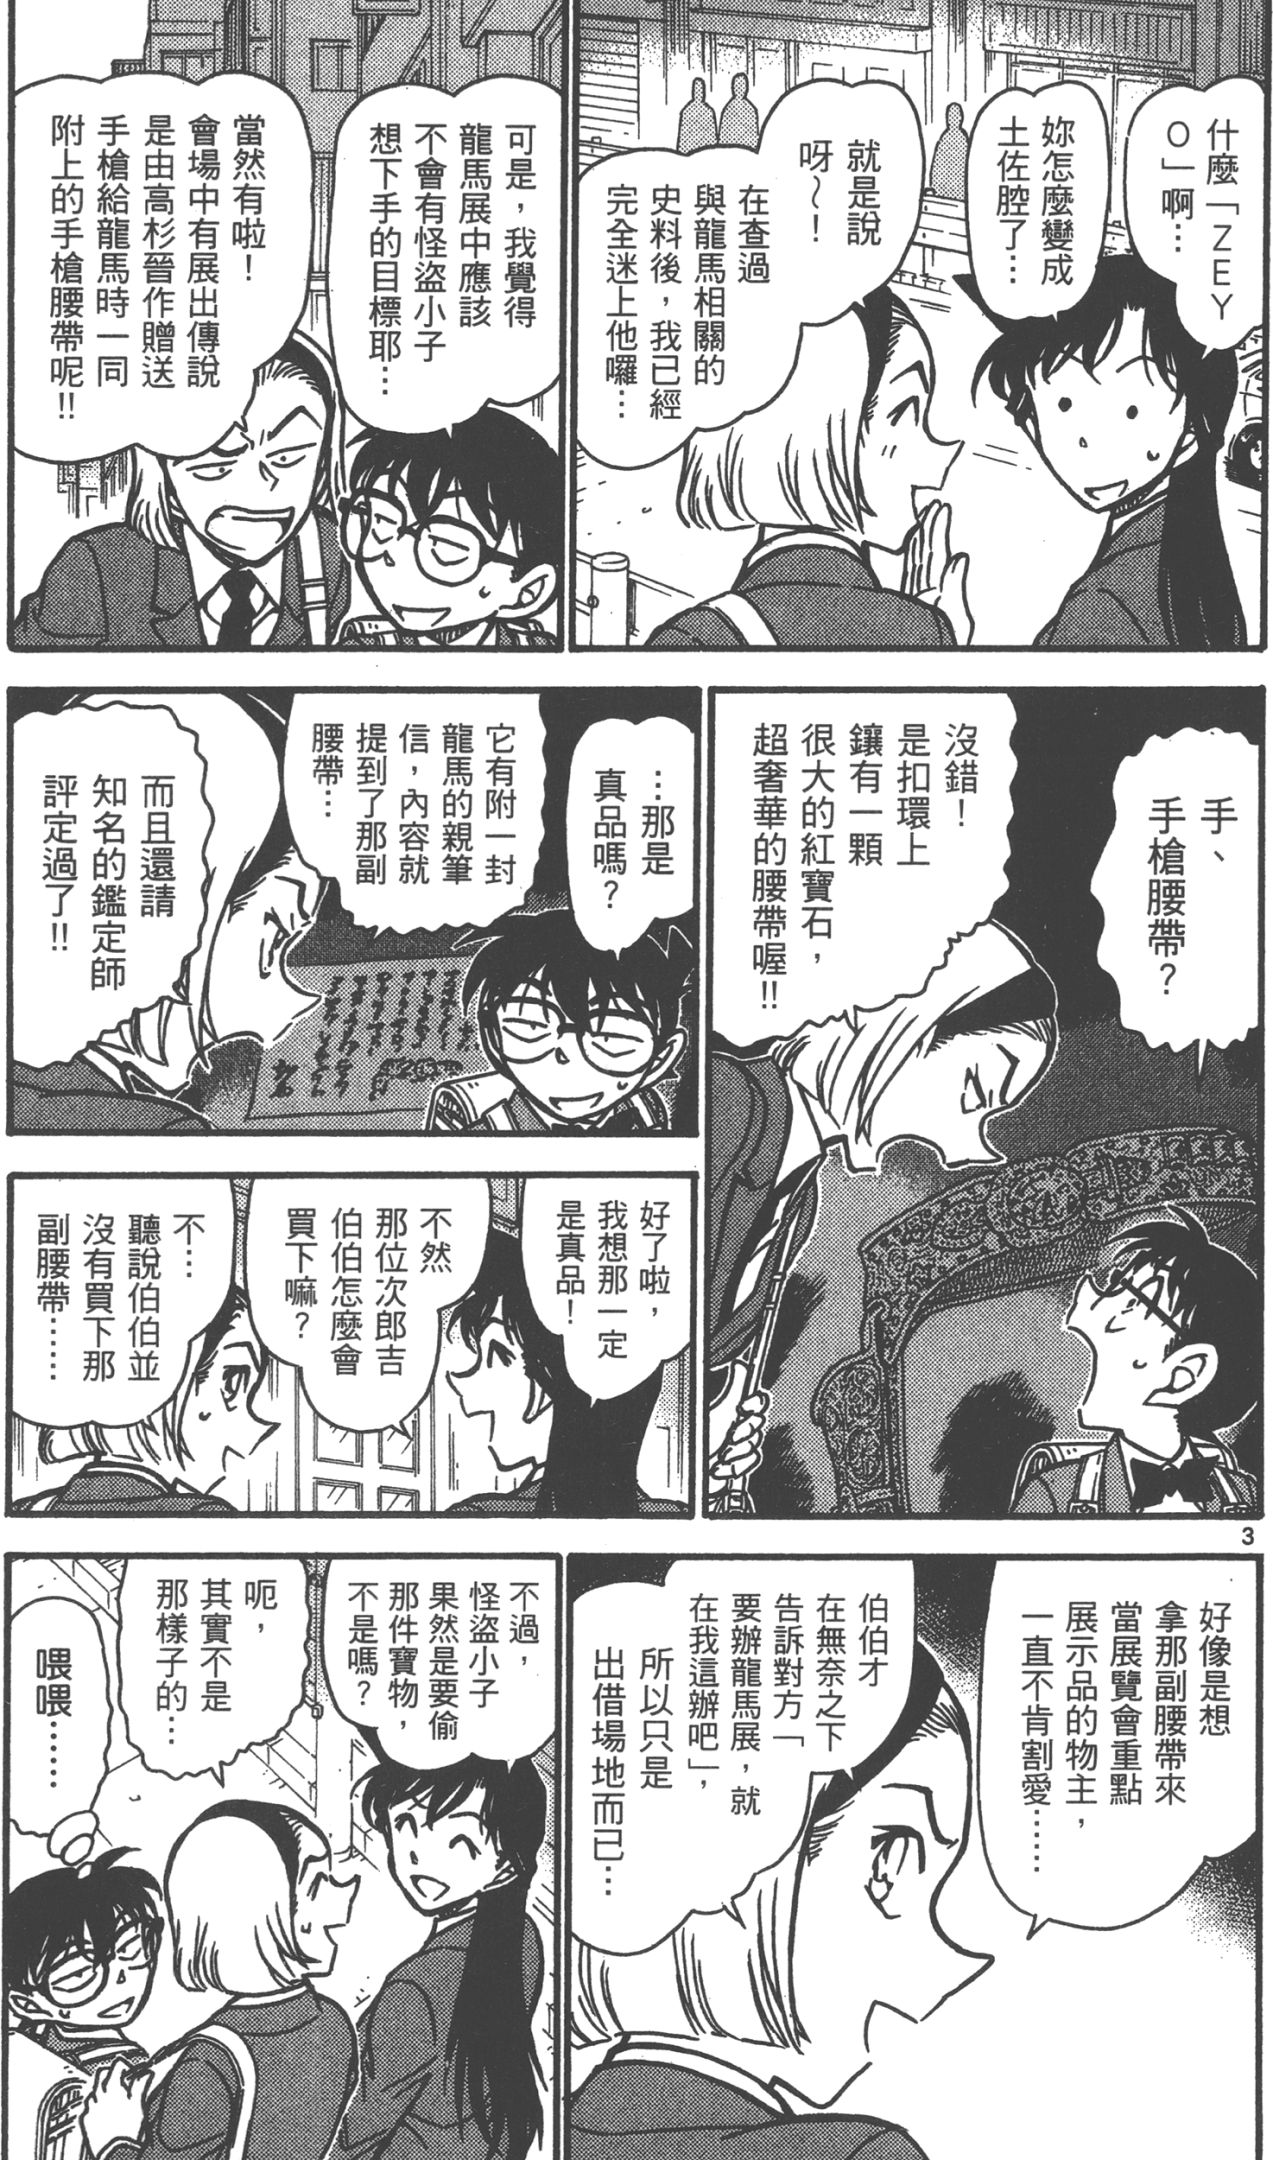 什麼「ZEY
O」啊…
妳怎麼變成
土佐腔了…
就是說
呀～！
在查過
與龍馬相關的
史料後，我已經
完全迷上他囉…
可是，我覺得
龍馬展中應該
不會有怪盜小子
想下手的目標耶…
當然有啦！
會場中有展出傳說
是由高杉晉作贈送
手槍給龍馬時一同
附上的手槍腰帶呢!!
手、
手槍腰帶？
沒錯！
是扣環上
鑲有一顆
很大的紅寶石，
超奢華的腰帶喔!!
…那是
真品嗎？
它有附一封
龍馬的親筆
信，內容就
提到了那副
腰帶…
而且還請
知名的鑑定師
評定過了!!
好了啦，
我想那一定
是真品！
不然
那位次郎吉
伯伯怎麼會
買下嘛？
不…
聽說伯伯並
沒有買下那
副腰帶……
3
好像是想
拿那副腰帶來
當展覽會重點
展示品的物主，
一直不肯割愛……
伯伯才
在無奈之下
告訴對方「
要辦龍馬展，就
在我這辦吧」，
所以只是
出借場地而已…
不過，
怪盜小子
果然是要偷
那件寶物，
不是嗎？
呃，
其實不是
那樣子的…
喂喂……